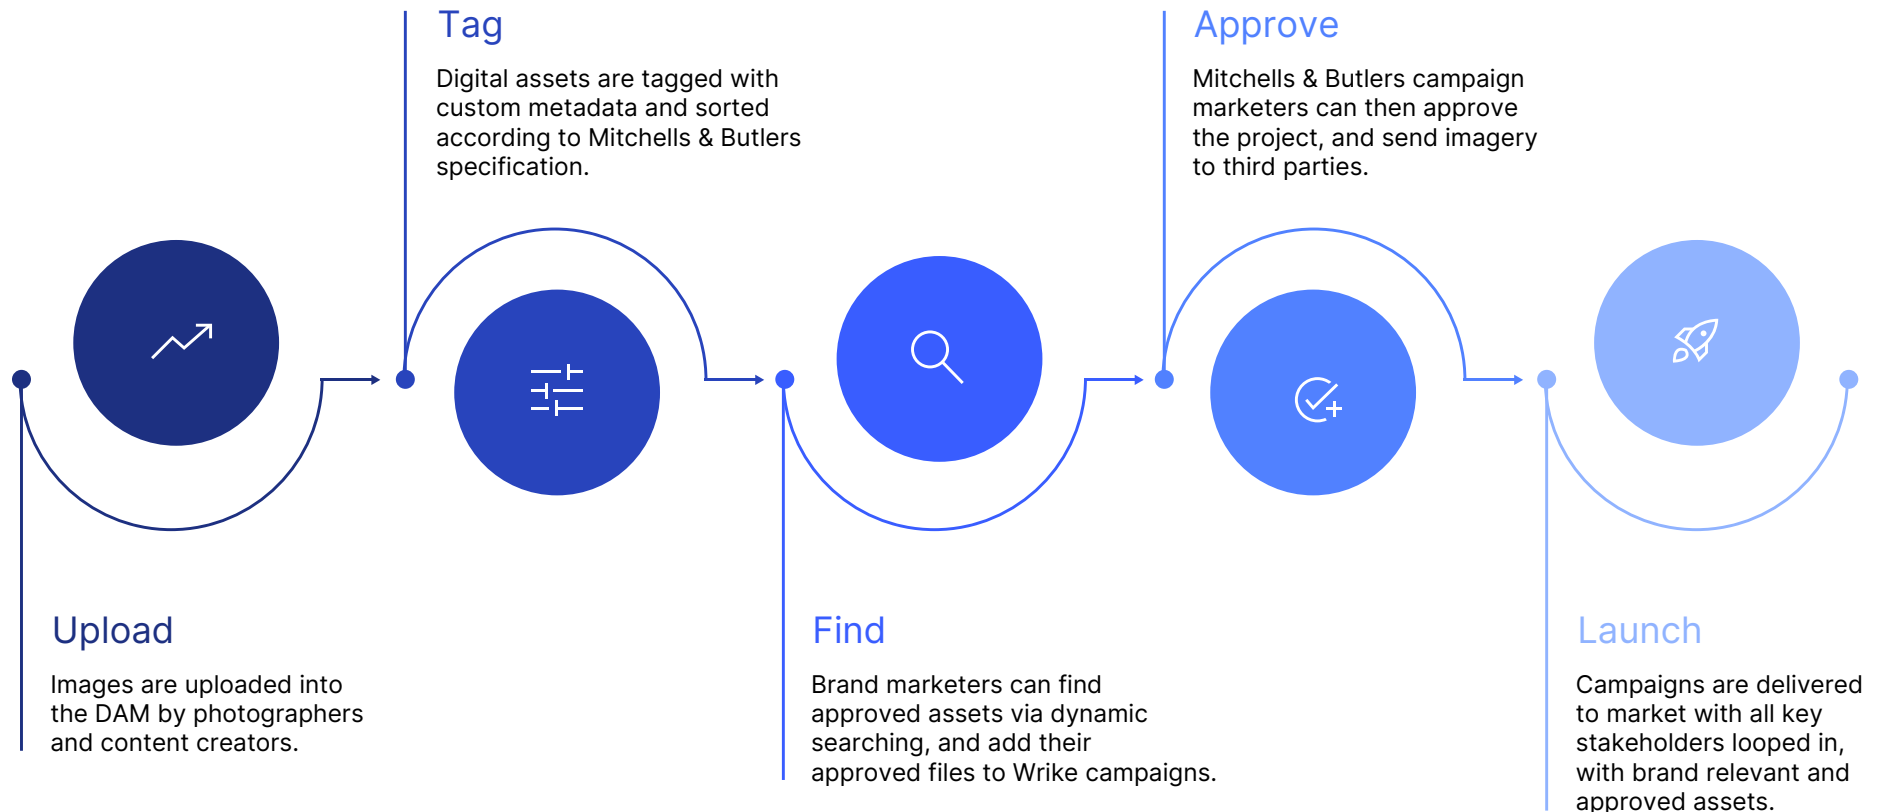 Upload
Images are uploaded into
the DAM by photographers
and content creators.
Tag
Digital assets are tagged with
custom metadata and sorted
according to Mitchells & Butlers
specification.
Find
Brand marketers can find
approved assets via dynamic
searching, and add their
approved files to Wrike campaigns.
Approve
Mitchells & Butlers campaign
marketers can then approve
the project, and send imagery
to third parties.
Launch
Campaigns are delivered
to market with all key
stakeholders looped in,
with brand relevant and
approved assets.